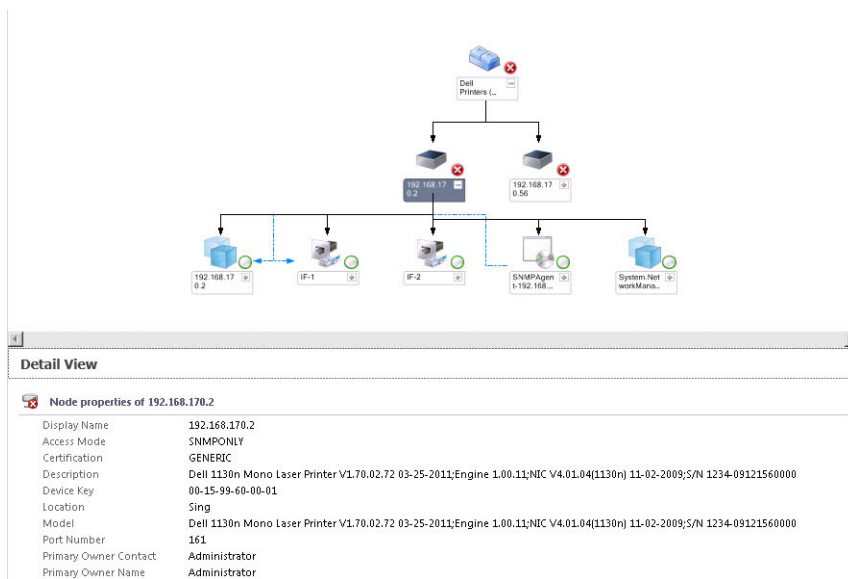 Dell
Printers (...
192.168.17
0.2
192.168.17
0.56
192.168.17
0.2
IF-1
IF-2
SNMPAgen
t-192.168...
System.Net
workMana...
Detail View
Node properties of 192.168.170.2
Display Name 192.168.170.2
Access Mode SNMPONLY
Certification GENERIC
Description Dell 1130n Mono Laser Printer V1.70.02.72 03-25-2011;Engine 1.00.11;NIC V4.01.04(1130n) 11-02-2009;S/N 1234-09121560000
Device Key 00-15-99-60-00-01
Location Sing
Model Dell 1130n Mono Laser Printer V1.70.02.72 03-25-2011;Engine 1.00.11;NIC V4.01.04(1130n) 11-02-2009;S/N 1234-09121560000
Port Number 161
Primary Owner Contact Administrator
Primary Owner Name Administrator